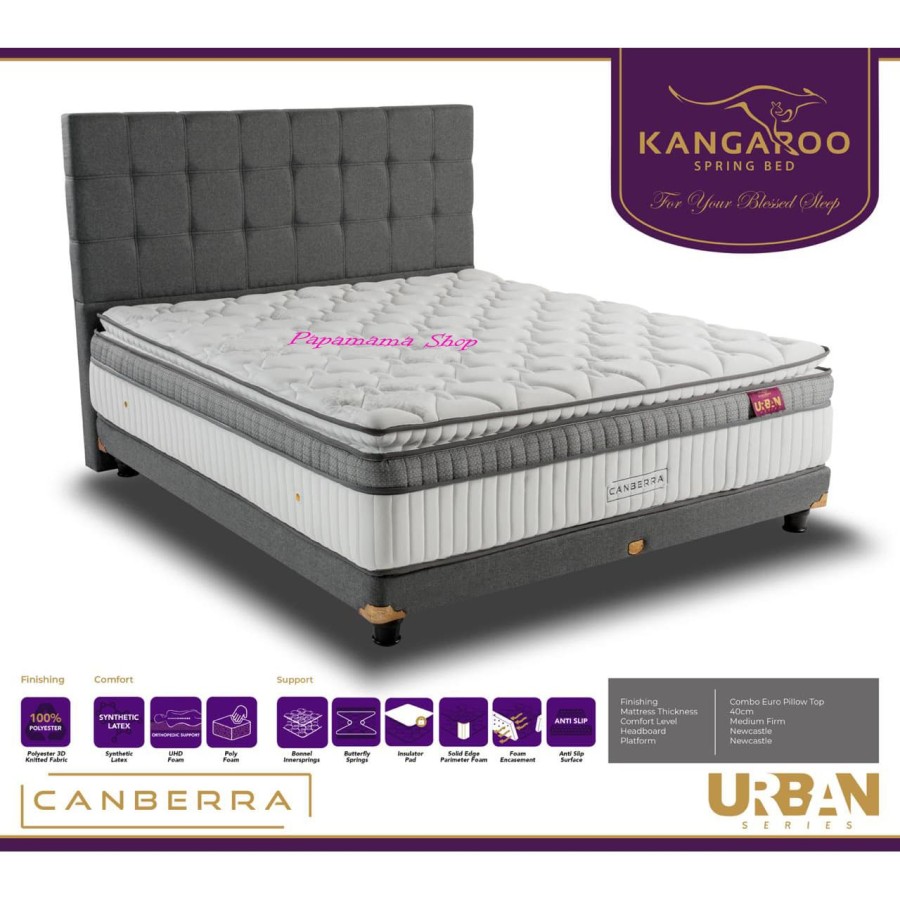 KANGAROO
SPRING BED
For Your Blessed Sleep
Papamama Shop
URBAN
CANBERRA
Finishing
Comfort
Support
100%
POLYESTER
SYNTHETIC
LATEX
ORTHOPEDIC SUPPORT
ANTI SLIP
Polyester 3D
Knitted Fabric
Synthetic
Latex
UHD
Foam
Poly
Foam
Bonnel
Innersprings
Butterfly
Springs
Insulator
Pad
Solid Edge
Parimeter Foam
Foam
Encasement
Anti Slip
Surface
Finishing Combo Euro Pillow Top
Mattress Thickness 40cm
Comfort Level Medium Firm
Headboard Newcastle
Platform Newcastle
CANBERRA
URBAN
SERIES